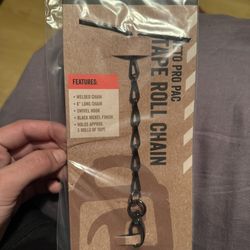 TO PRO PAC
TAPE ROLL CHAIN
FEATURES:
• WELDED CHAIN
• 6" LONG CHAIN
• SWIVEL HOOK
• BLACK NICKEL FINISH
• HOLDS APPROX.
5 ROLLS OF TAPE